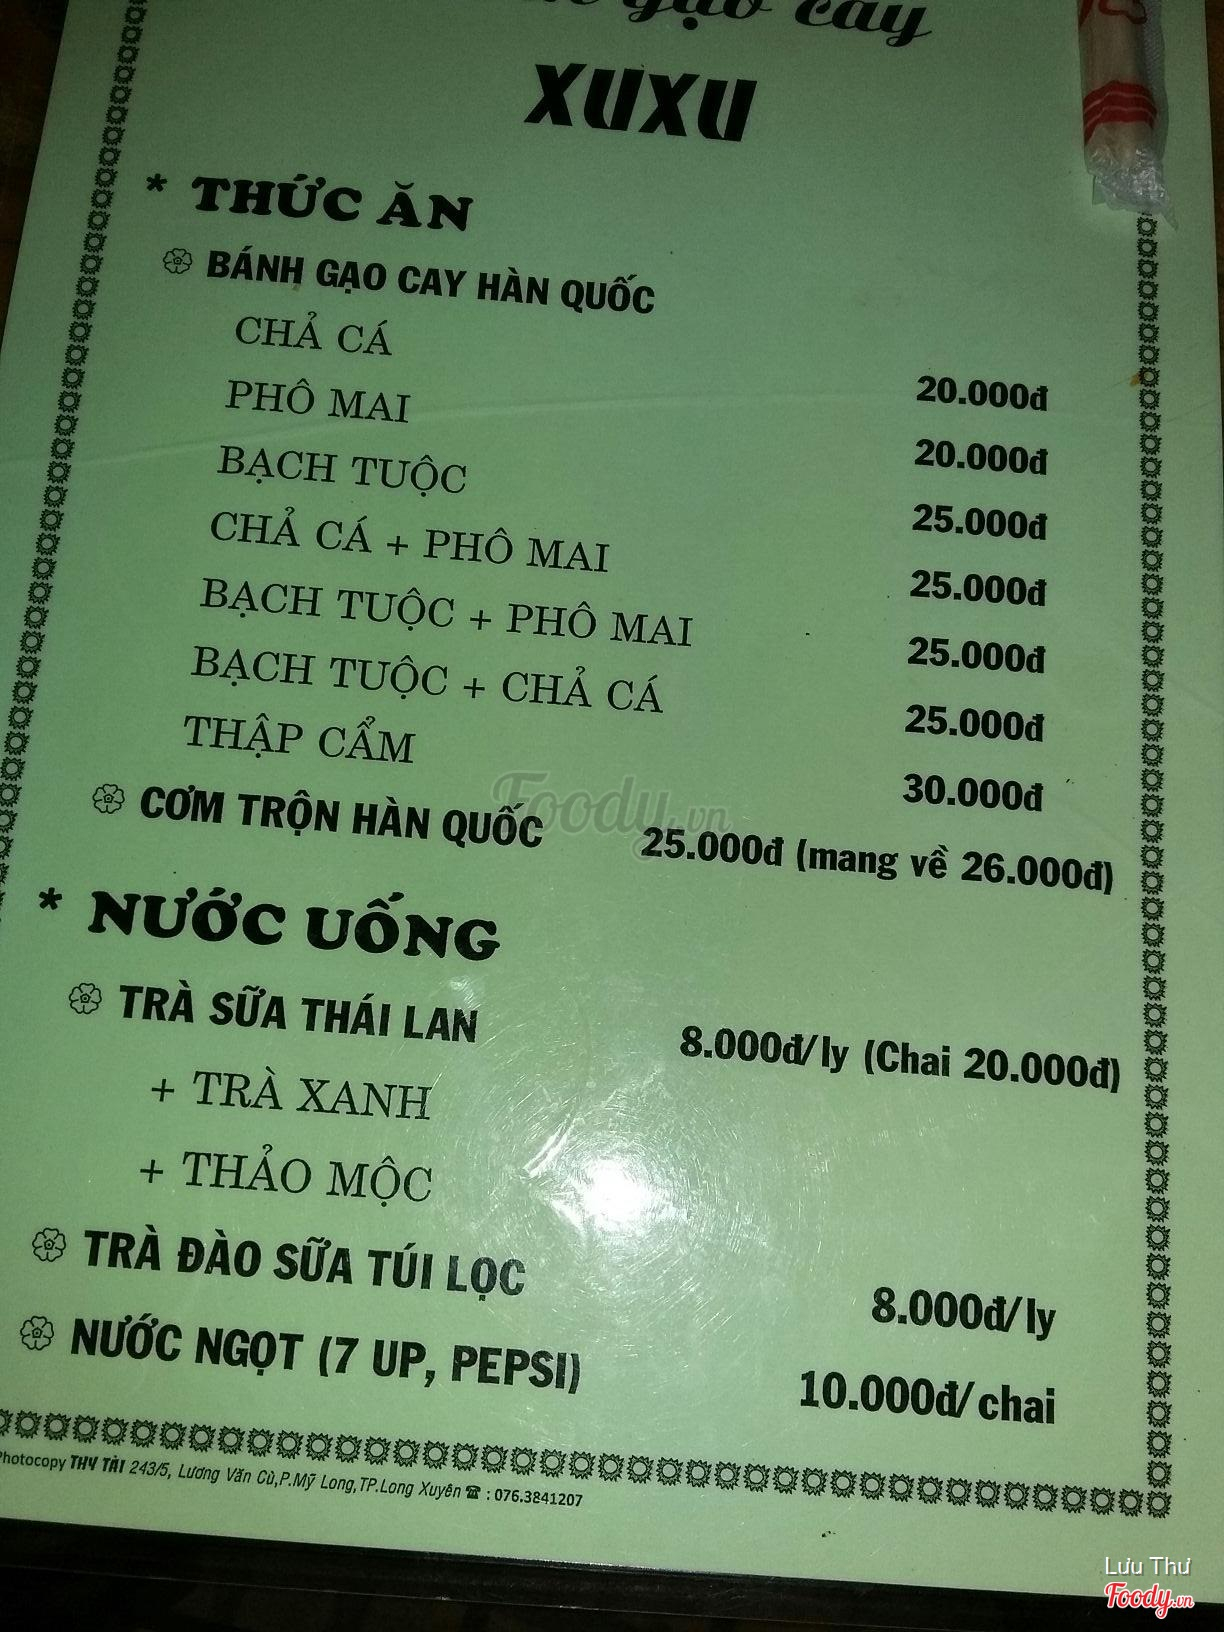 gạo cay
XUXU
* THỨC ĂN
BÁNH GẠO CAY HÀN QUỐC
CHẢ CÁ 20.000đ
PHÔ MAI 20.000đ
BẠCH TUỘC 25.000đ
CHẢ CÁ + PHÔ MAI 25.000đ
BẠCH TUỘC + PHÔ MAI 25.000đ
BẠCH TUỘC + CHẢ CÁ 25.000đ
THẬP CẨM 30.000đ
CƠM TRỘN HÀN QUỐC 25.000đ (mang về 26.000đ)
Foody.vn
* NƯỚC UỐNG
TRÀ SỮA THÁI LAN 8.000đ/ly (Chai 20.000đ)
+ TRÀ XANH
+ THẢO MỘC
TRÀ ĐÀO SỮA TÚI LỌC 8.000đ/ly
NƯỚC NGỌT (7 UP, PEPSI) 10.000đ/chai
Photocopy THY TÀI 243/5, Lương Văn Cù,P.Mỹ Long,TP.Long Xuyên ☎ : 076.3841207
Lưu Thư
Foody.vn